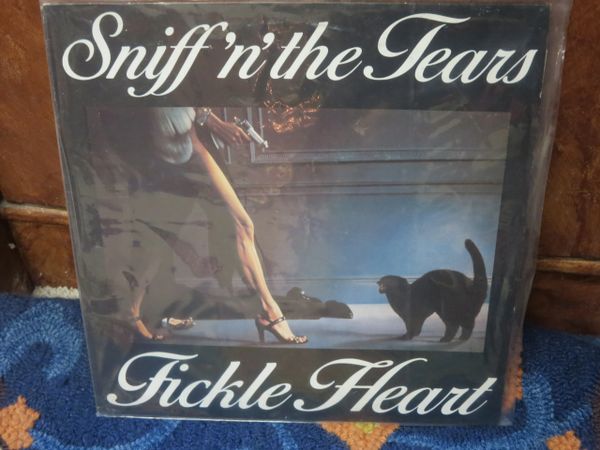 Sniff 'n' the Tears
Fickle Heart